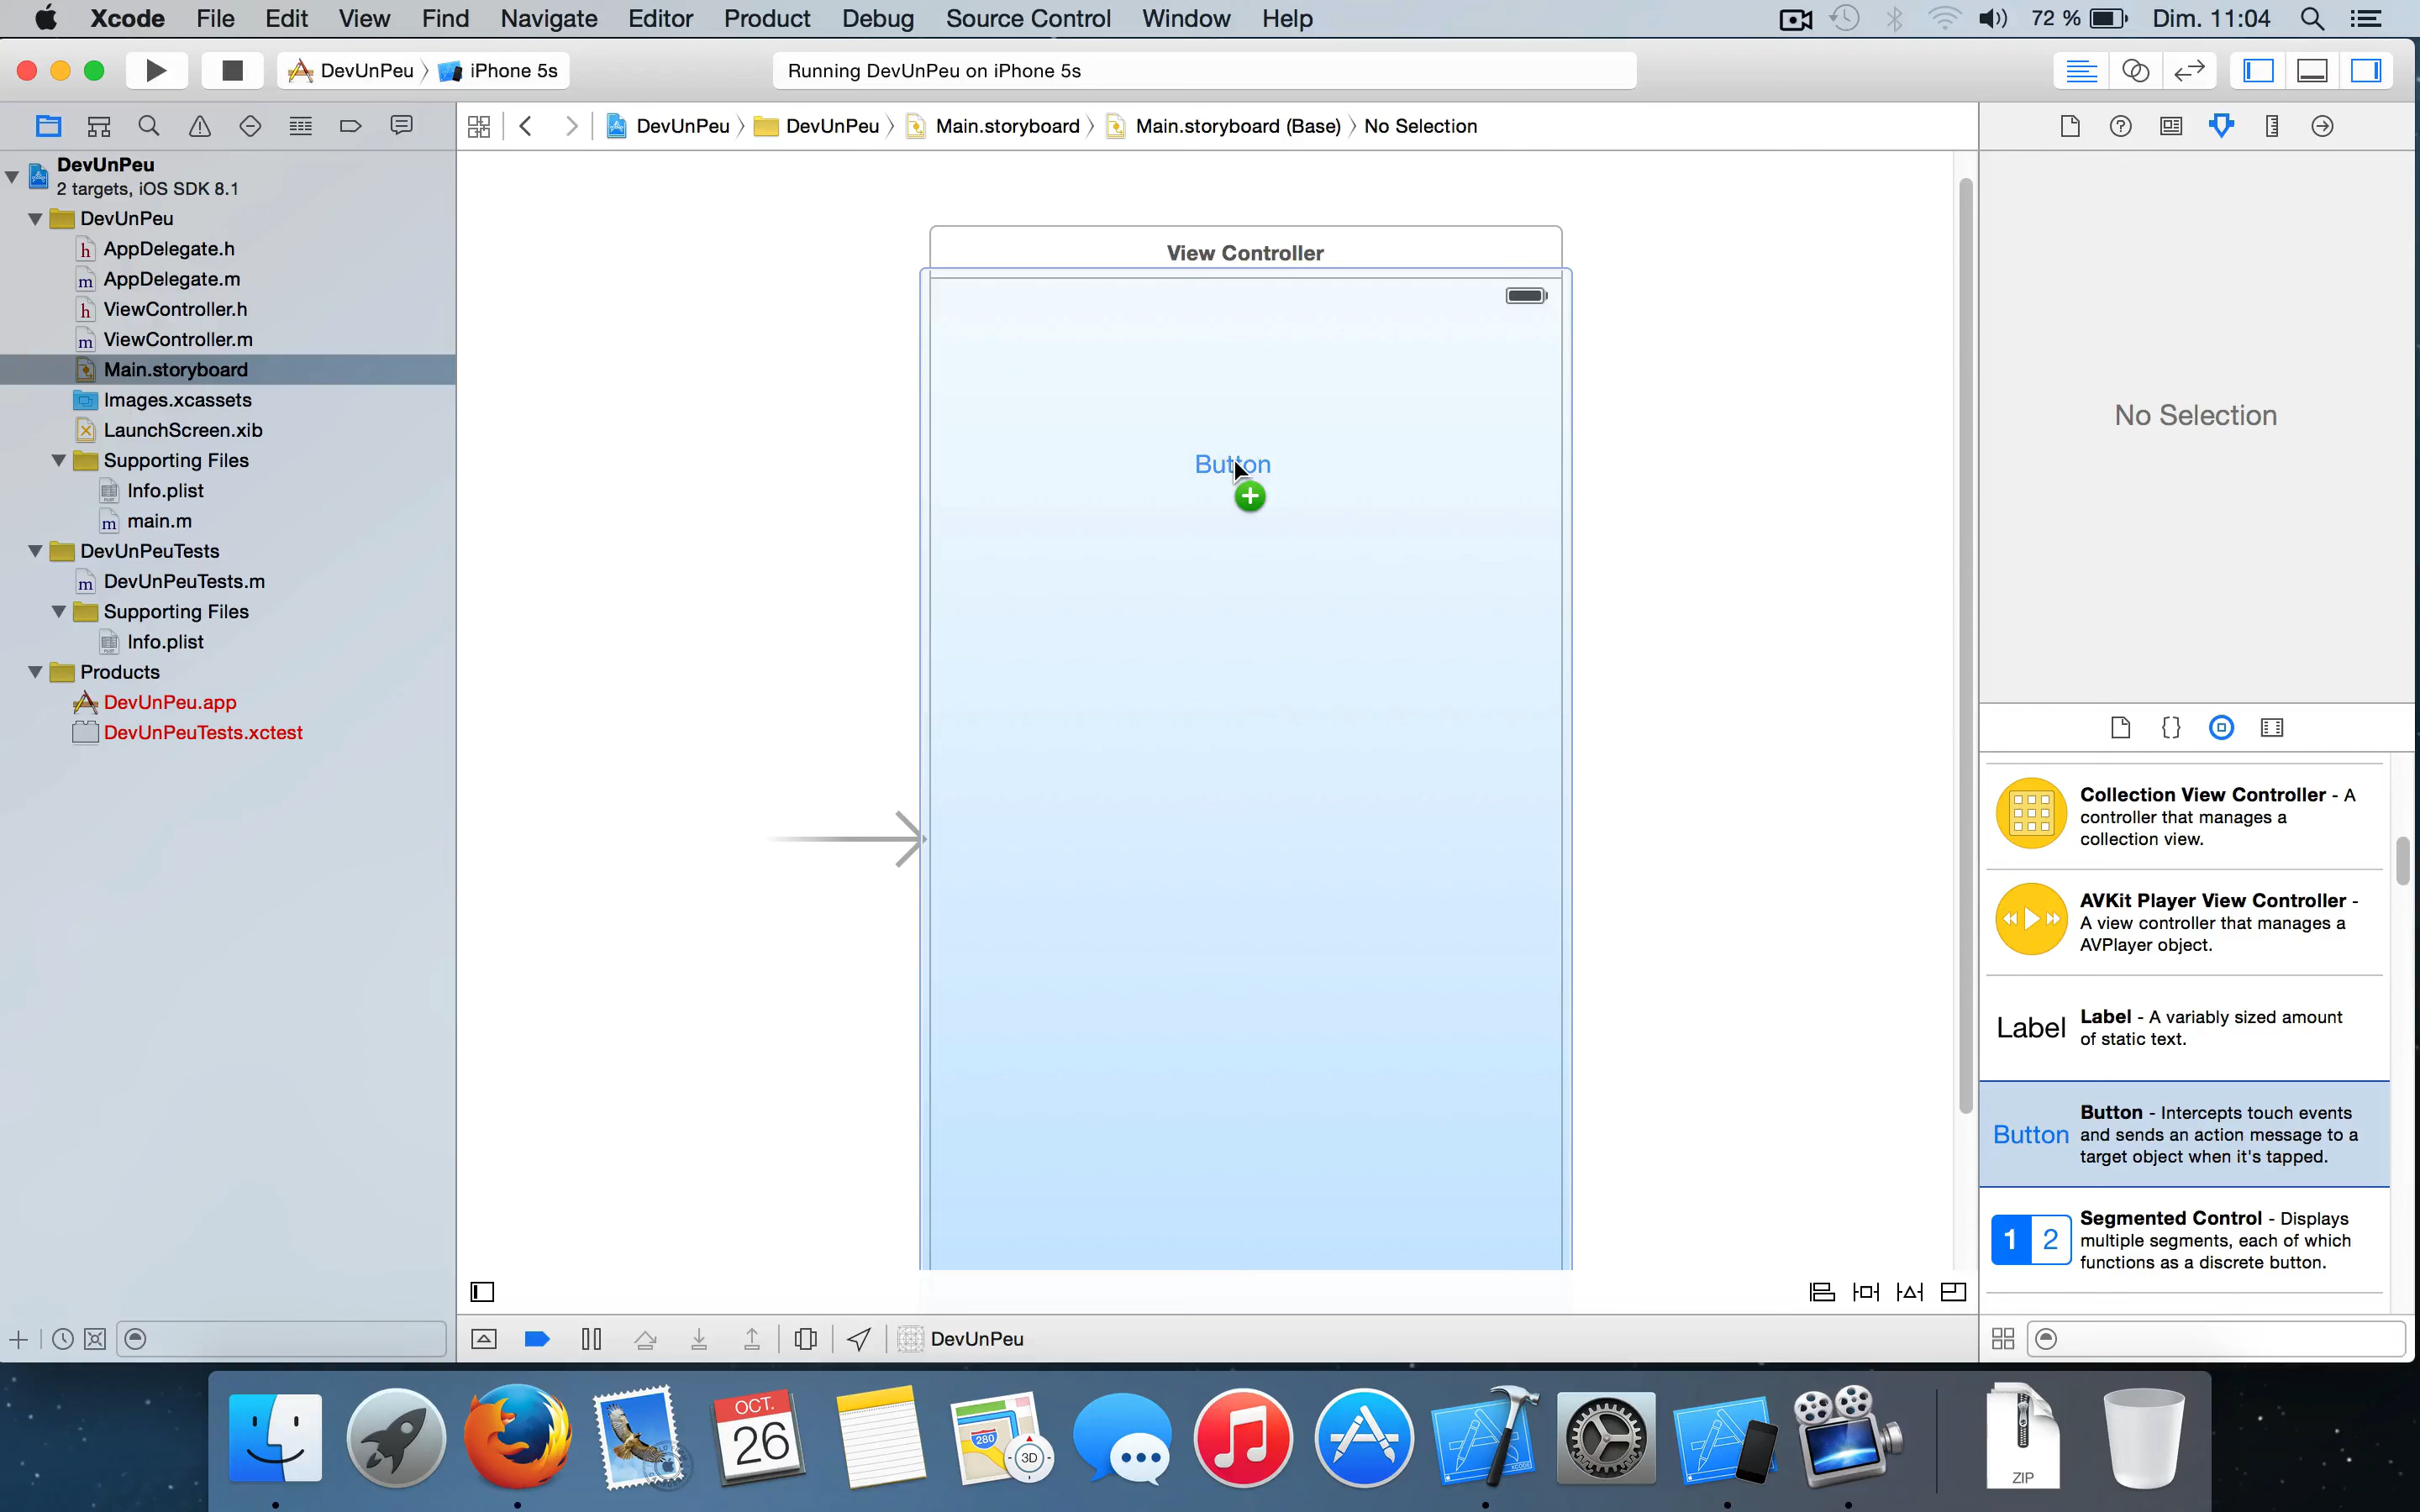 Xcode File Edit View Find Navigate Editor Product Debug Source Control Window Help 72 % Dim. 11:04
DevUnPeu iPhone 5s
Running DevUnPeu on iPhone 5s
DevUnPeu DevUnPeu Main.storyboard Main.storyboard (Base) No Selection
DevUnPeu
2 targets, iOS SDK 8.1
DevUnPeu
h AppDelegate.h
m AppDelegate.m
h ViewController.h
m ViewController.m
Main.storyboard
Images.xcassets
LaunchScreen.xib
Supporting Files
Info.plist
m main.m
DevUnPeuTests
m DevUnPeuTests.m
Supporting Files
Info.plist
Products
DevUnPeu.app
DevUnPeuTests.xctest
View Controller
Button
No Selection
Collection View Controller - A
controller that manages a
collection view.
AVKit Player View Controller -
A view controller that manages a
AVPlayer object.
Label
Label - A variably sized amount
of static text.
Button
Button - Intercepts touch events
and sends an action message to a
target object when it's tapped.
1 2
Segmented Control - Displays
multiple segments, each of which
functions as a discrete button.
DevUnPeu
OCT.
26
280
3D
ZIP